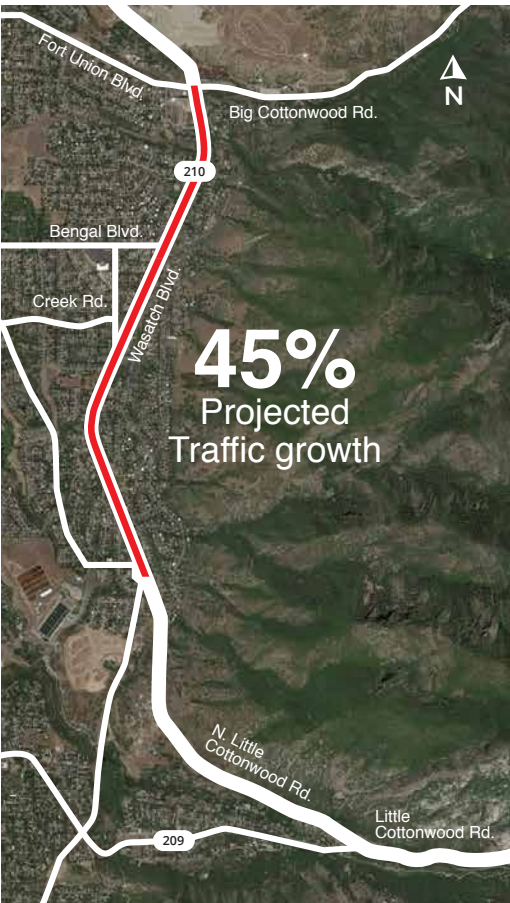 Fort Union Blvd.
N
Big Cottonwood Rd.
210
Bengal Blvd.
Creek Rd.
Wasatch Blvd.
45%
Projected
Traffic growth
N. Little
Cottonwood Rd.
Little
Cottonwood Rd.
209